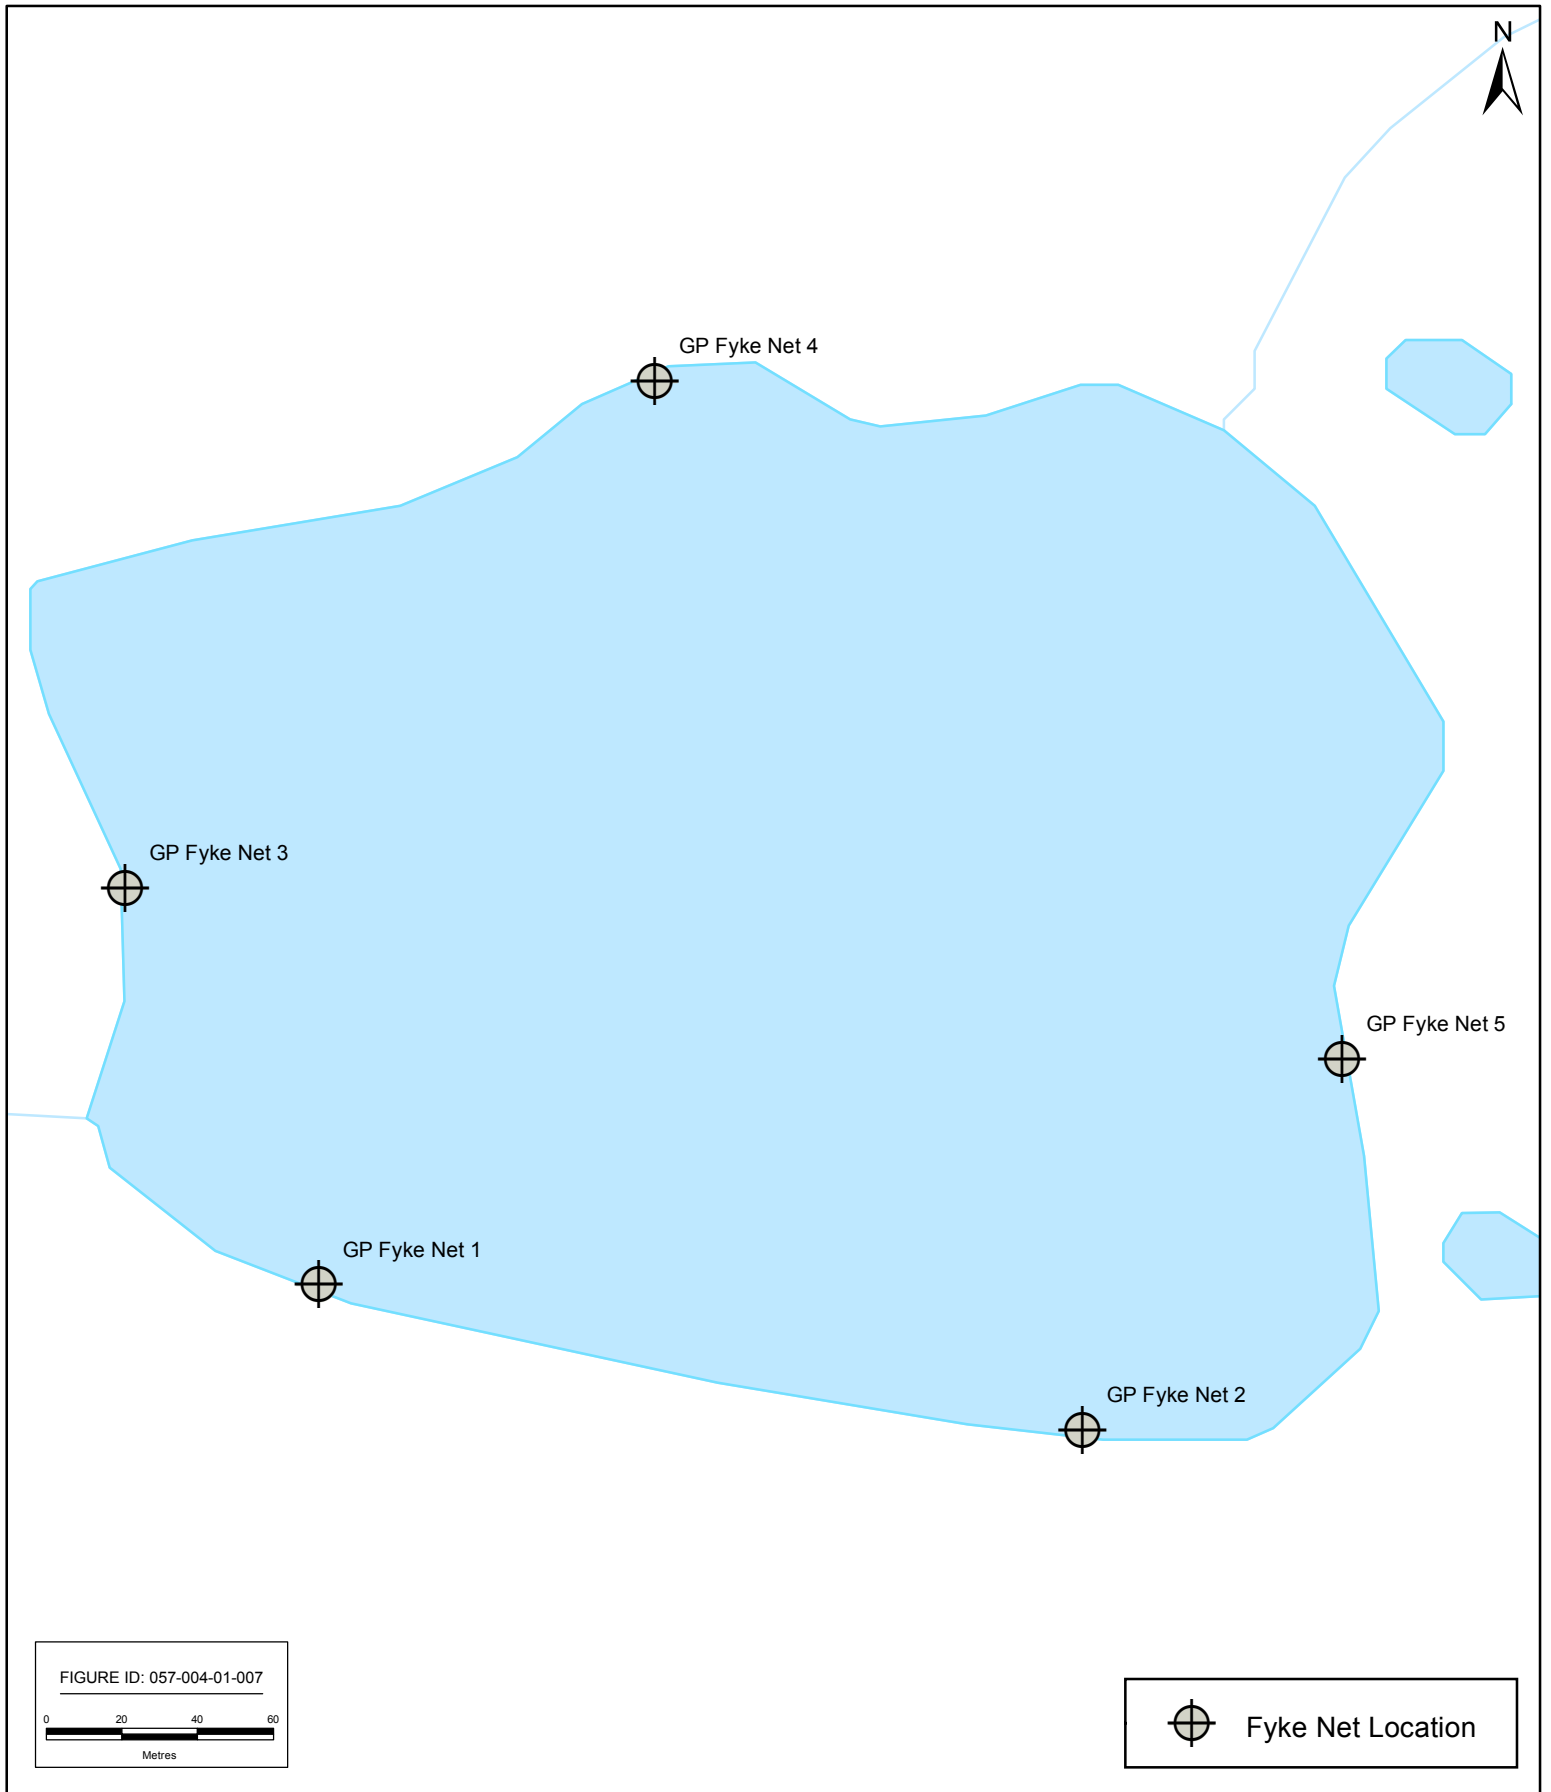 N
GP Fyke Net 4
GP Fyke Net 3
GP Fyke Net 5
GP Fyke Net 1
GP Fyke Net 2
FIGURE ID: 057-004-01-007
0 20 40 60
Metres
Fyke Net Location